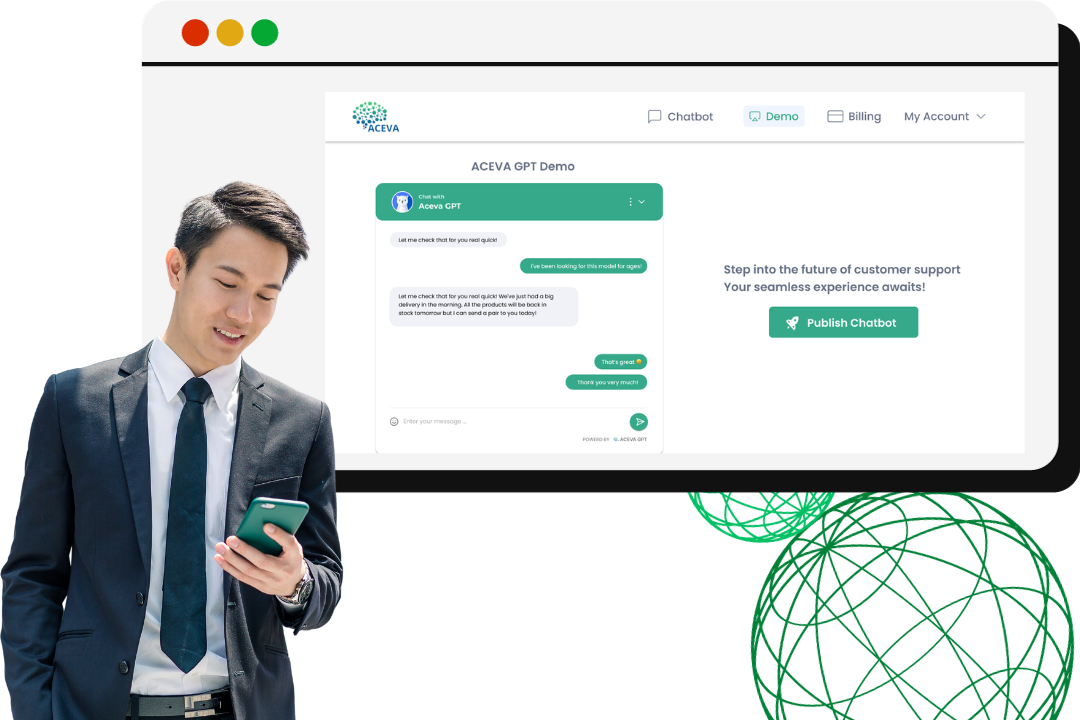 ACEVA
Chatbot
Demo
Billing
My Account
ACEVA GPT Demo
Chat with
Aceva GPT
Let me check that for you real quick!
I've been looking for this model for ages!
Let me check that for you real quick! We've just had a big
delivery in the morning. All the products will be back in
stock tomorrow but I can send a pair to you today!
That's great 😄
Thank you very much!
Enter your message ...
POWERED BY ACEVA GPT
Step into the future of customer support
Your seamless experience awaits!
Publish Chatbot